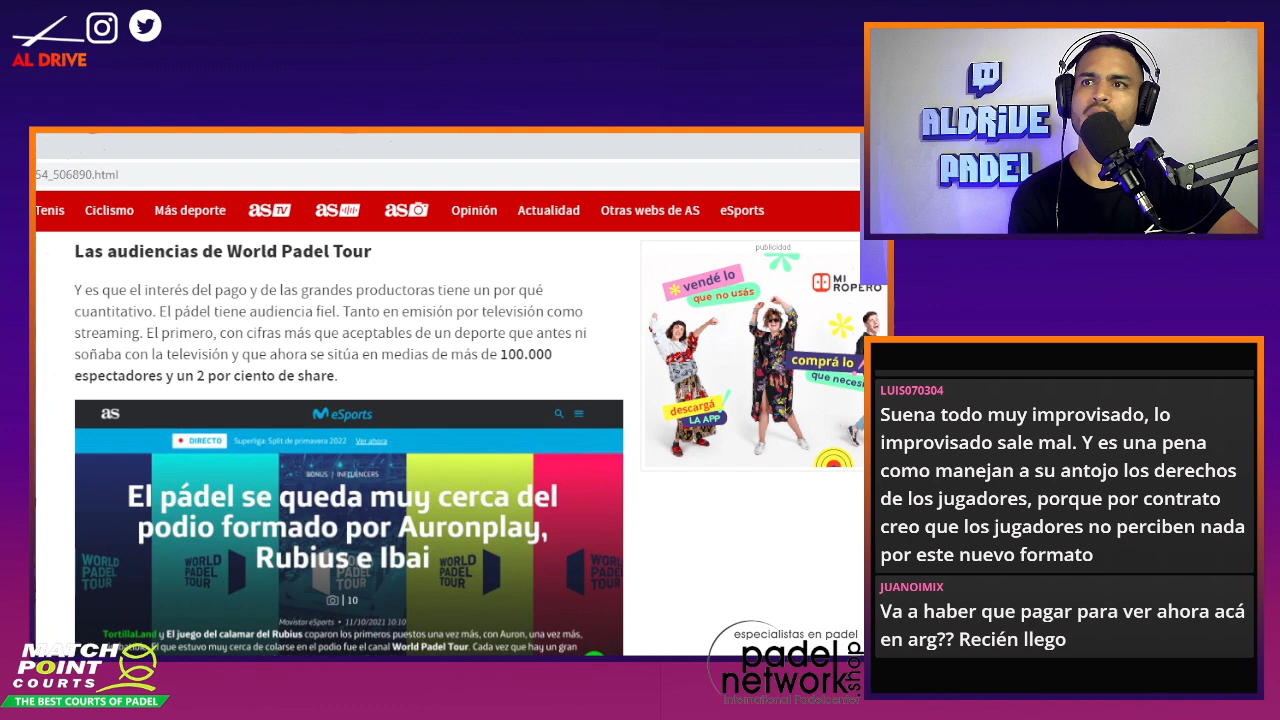 AL DRIVE
54_506890.html
Tenis Ciclismo Más deporte as TV as as Opinión Actualidad Otras webs de AS eSports
Las audiencias de World Padel Tour
Y es que el interés del pago y de las grandes productoras tiene un por qué
cuantitativo. El pádel tiene audiencia fiel. Tanto en emisión por televisión como
streaming. El primero, con cifras más que aceptables de un deporte que antes ni
soñaba con la televisión y que ahora se sitúa en medias de más de 100.000
espectadores y un 2 por ciento de share.
as eSports
DIRECTO Superliga: Split de primavera 2022 Ver ahora
BONUS | INFLUENCERS
El pádel se queda muy cerca del
podio formado por Auronplay,
Rubius e Ibai
WORLD PADEL TOUR
WORLD PADEL TOUR
WORLD PADEL TOUR
WORLD PADEL TOUR
WORLD PADEL TOUR
10
Movistar eSports • 11/10/2021 10:10
TortillaLand y El juego del calamar del Rubius coparon los primeros puestos una vez más, con Auron, una vez más,
El que estuvo muy cerca de colarse en el podio fue el canal World Padel Tour. Cada vez que hay un gran
publicidad
vendé lo
que no usás
MI
ROPERO
comprá lo
que neces
descargá
LA APP
ALDRIVE
PADEL
LUIS070304
Suena todo muy improvisado, lo
improvisado sale mal. Y es una pena
como manejan a su antojo los derechos
de los jugadores, porque por contrato
creo que los jugadores no perciben nada
por este nuevo formato
JUANOIMIX
Va a haber que pagar para ver ahora acá
en arg?? Recién llego
MATCH
POINT
COURTS
THE BEST COURTS OF PADEL
especialistas en padel
padel
network
.shop
International Padelcenter